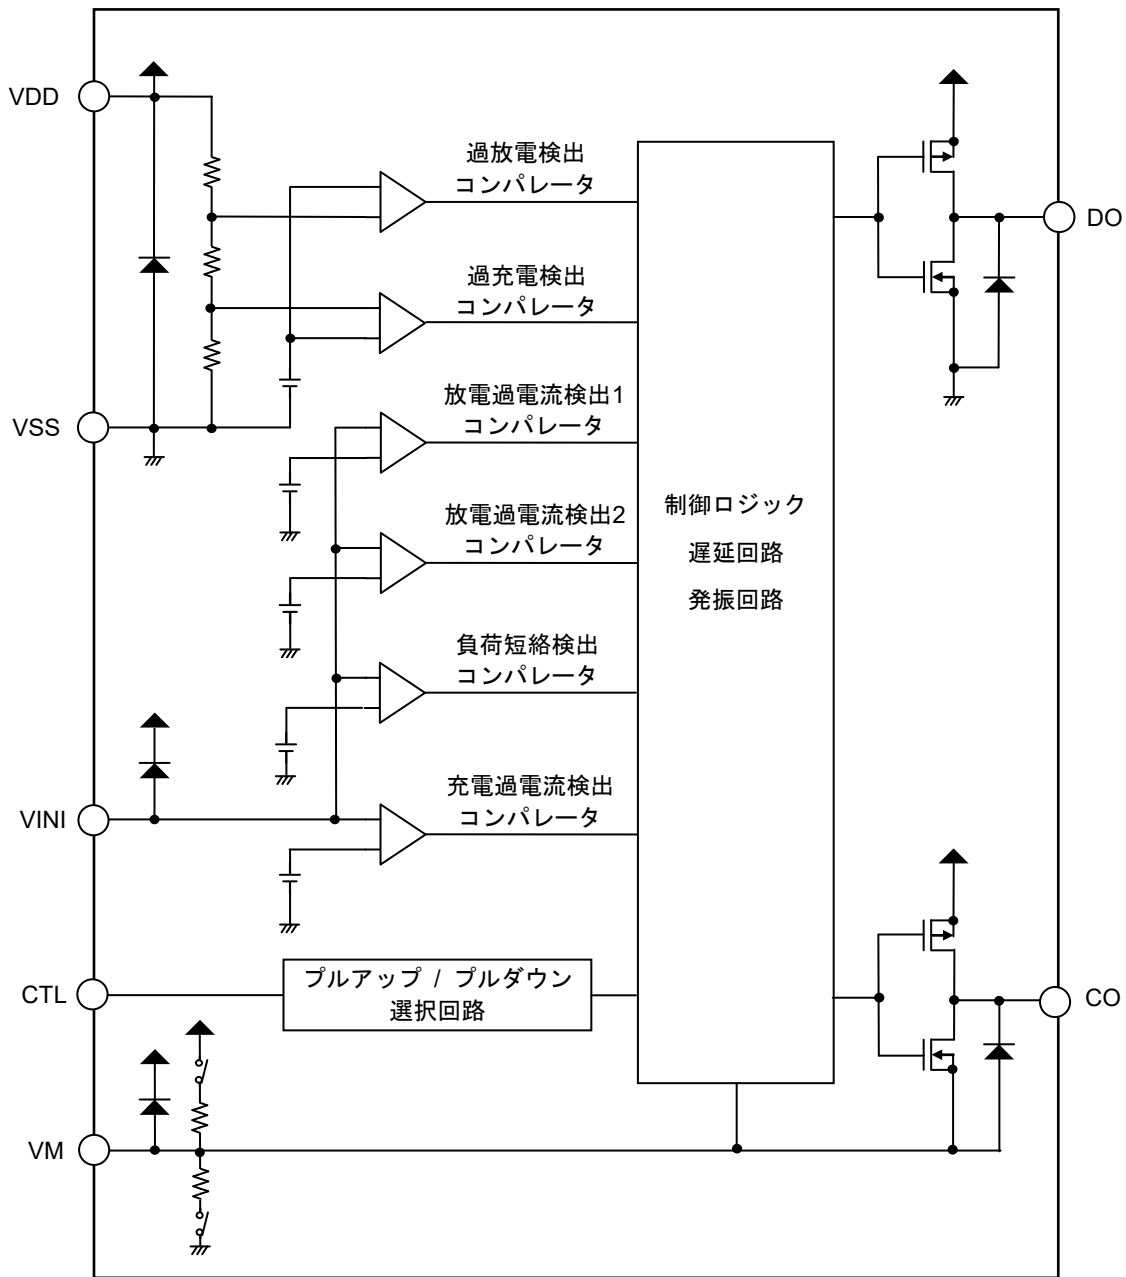 VDD
過放電検出
コンパレータ
DO
過充電検出
コンパレータ
放電過電流検出1
コンパレータ
VSS
制御ロジック
遅延回路
発振回路
放電過電流検出2
コンパレータ
負荷短絡検出
コンパレータ
充電過電流検出
コンパレータ
VINI
プルアップ / プルダウン
選択回路
CTL
CO
VM